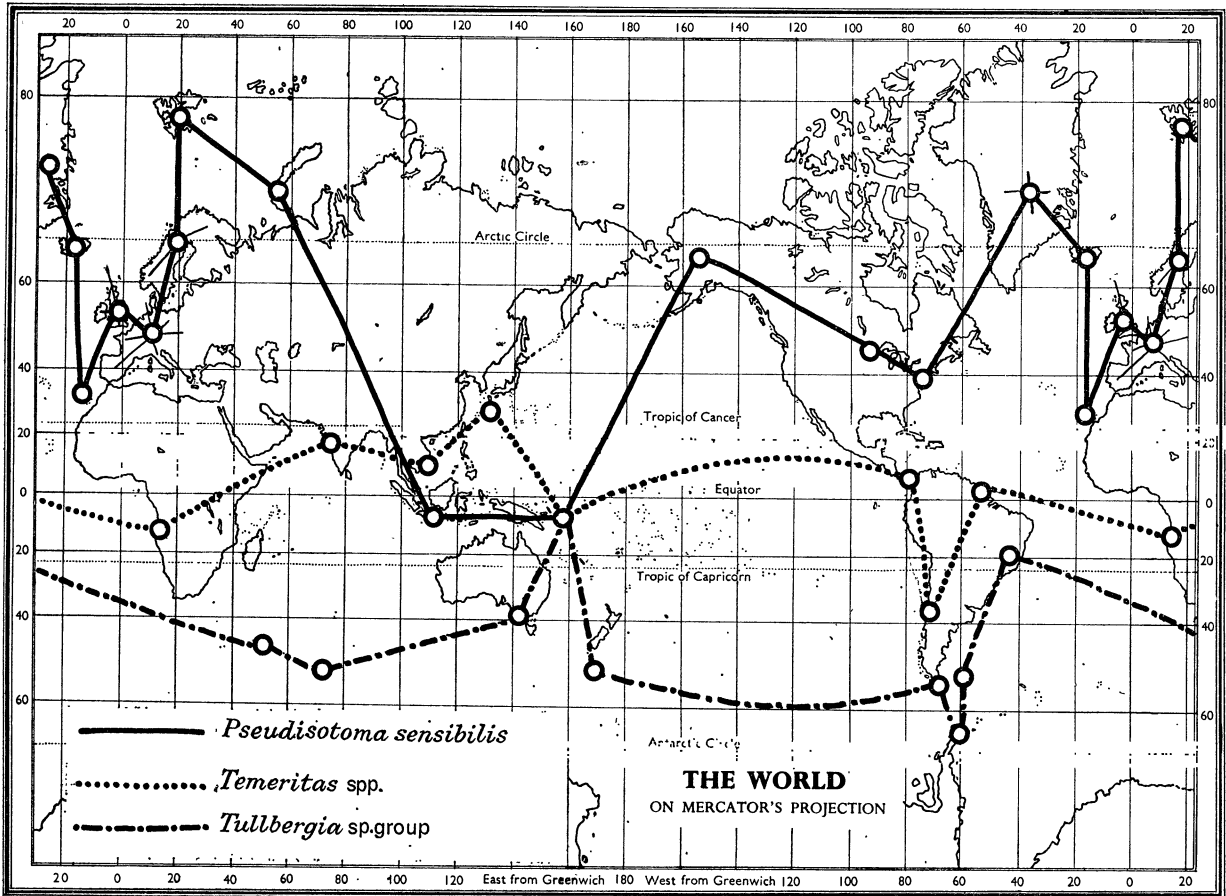 20 0 20 40 60 80 100 120 140 160 180 160 140 120 100 80 60 40 20 0 20
80 80
Arctic Circle
60 60
40 40
Tropic of Cancer
20
Equator
0 0
20 20
Tropic of Capricorn
40 40
60 60
Pseudisotoma sensibilis
Antarctic Circle
Temeritas spp.
THE WORLD
ON MERCATOR'S PROJECTION
Tullbergia sp.group
20 0 20 40 60 80 100 120 East from Greenwich 180 West from Greenwich 120 100 80 60 40 20 0 20